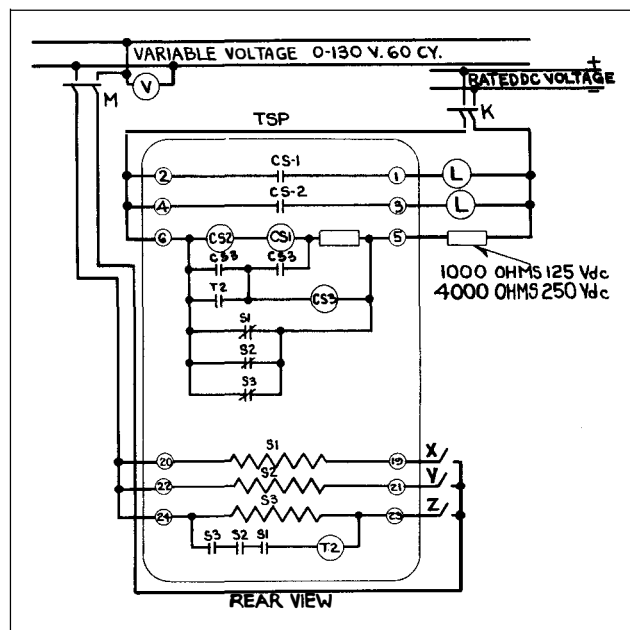 VARIABLE VOLTAGE 0-130 V. 60 CY.
V
M
+
RATED DC VOLTAGE
-
K
TSP
2
CS-1
1
L
4
CS-2
3
L
6
CS2
CS1
5
CS3
CS3
1000 OHMS 125 Vdc
4000 OHMS 250 Vdc
T2
CS3
S1
S2
S3
20
S1
19
X
22
S2
21
Y
24
S3
23
Z
S3
S2
S1
T2
REAR VIEW